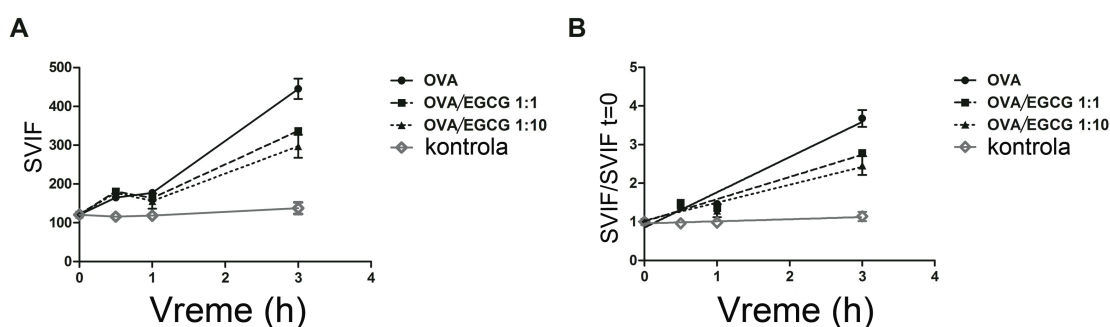 A
SVIF
500
400
300
200
100
0
0 1 2 3 4
Vreme (h)
OVA
OVA/EGCG 1:1
OVA/EGCG 1:10
kontrola
B
SVIF/SVIF t=0
5
4
3
2
1
0
0 1 2 3 4
Vreme (h)
OVA
OVA/EGCG 1:1
OVA/EGCG 1:10
kontrola